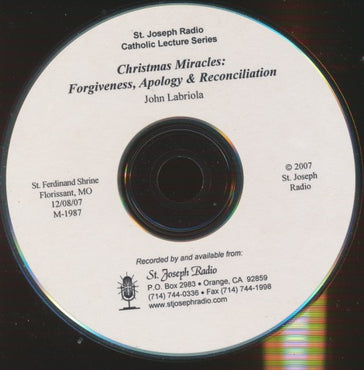 St. Joseph Radio
Catholic Lecture Series
Christmas Miracles:
Forgiveness, Apology & Reconciliation
John Labriola
St. Ferdinand Shrine
Florissant, MO
12/08/07
M-1987
© 2007
St. Joseph
Radio
Recorded by and available from:
St. Joseph Radio
P.O. Box 2983 • Orange, CA 92859
(714) 744-0336 • Fax (714) 744-1998
www.stjosephradio.com